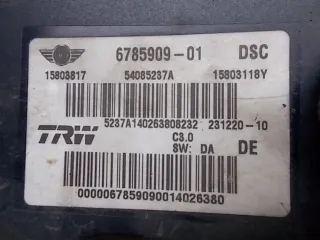 6785909-01 DSC
15803817 54085237A 15803118Y
5237A140263808232 231220-10
TRW C3.0
SW: DA DE
0000067859090014026380